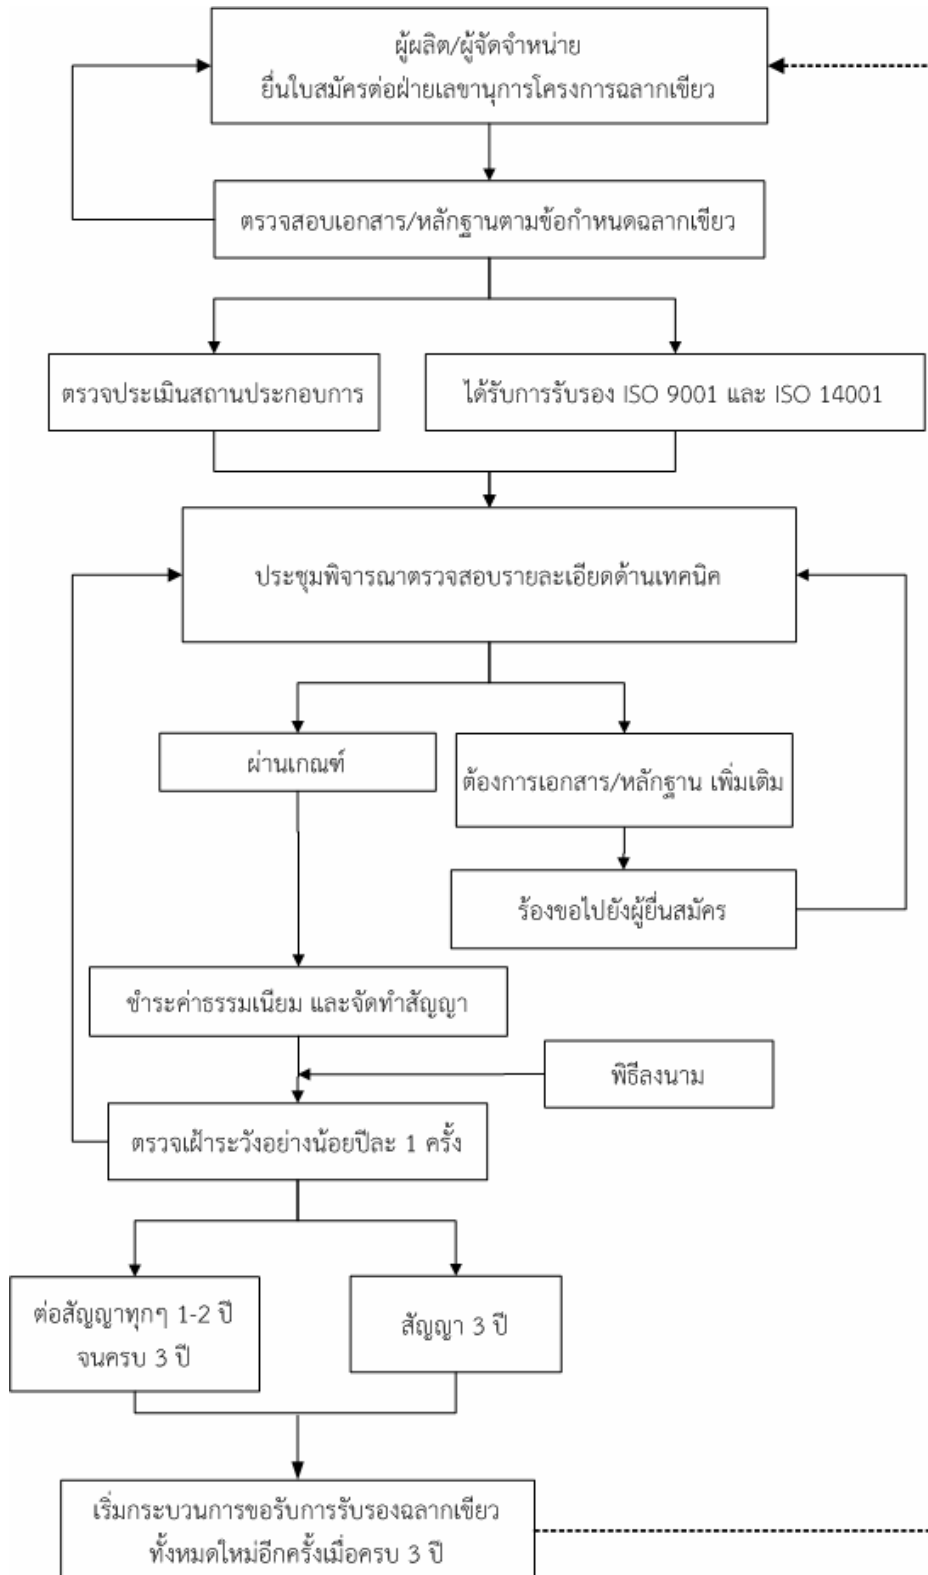 ผู้ผลิต/ผู้จัดจำหน่าย
ยื่นใบสมัครต่อฝ่ายเลขานุการโครงการฉลากเขียว
ตรวจสอบเอกสาร/หลักฐานตามข้อกำหนดฉลากเขียว
ตรวจประเมินสถานประกอบการ
ได้รับการรับรอง ISO 9001 และ ISO 14001
ประชุมพิจารณาตรวจสอบรายละเอียดด้านเทคนิค
ผ่านเกณฑ์
ต้องการเอกสาร/หลักฐาน เพิ่มเติม
ร้องขอไปยังผู้ยื่นสมัคร
ชำระค่าธรรมเนียม และจัดทำสัญญา
พิธีลงนาม
ตรวจเฝ้าระวังอย่างน้อยปีละ 1 ครั้ง
ต่อสัญญาทุกๆ 1-2 ปี
จนครบ 3 ปี
สัญญา 3 ปี
เริ่มกระบวนการขอรับการรับรองฉลากเขียว
ทั้งหมดใหม่อีกครั้งเมื่อครบ 3 ปี